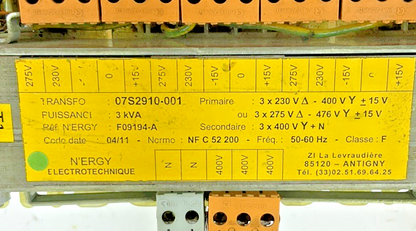 275V 230V -15V 0 +15V 275V 230V -15V 0 +15V 275V 230V -15V 0 +15V
TRANSFO : 07S2910-001 Primaire : 3 x 230 V Δ - 400 V Y ± 15 V
PUISSANCE : 3 kVA ou 3 x 275 V Δ - 476 V Y ± 15 V
Réf. N'ERGY : F09194-A Secondaire : 3 x 400 V Y + N
Code date : 04/11 - Norme : NF C 52 200 - Fréq. : 50-60 Hz - Classe : F
N'ERGY
ELECTROTECHNIQUE
N N 400V 400V 400V
ZI La Levraudière
85120 - ANTIGNY
Tél. (33)02.51.69.64.25